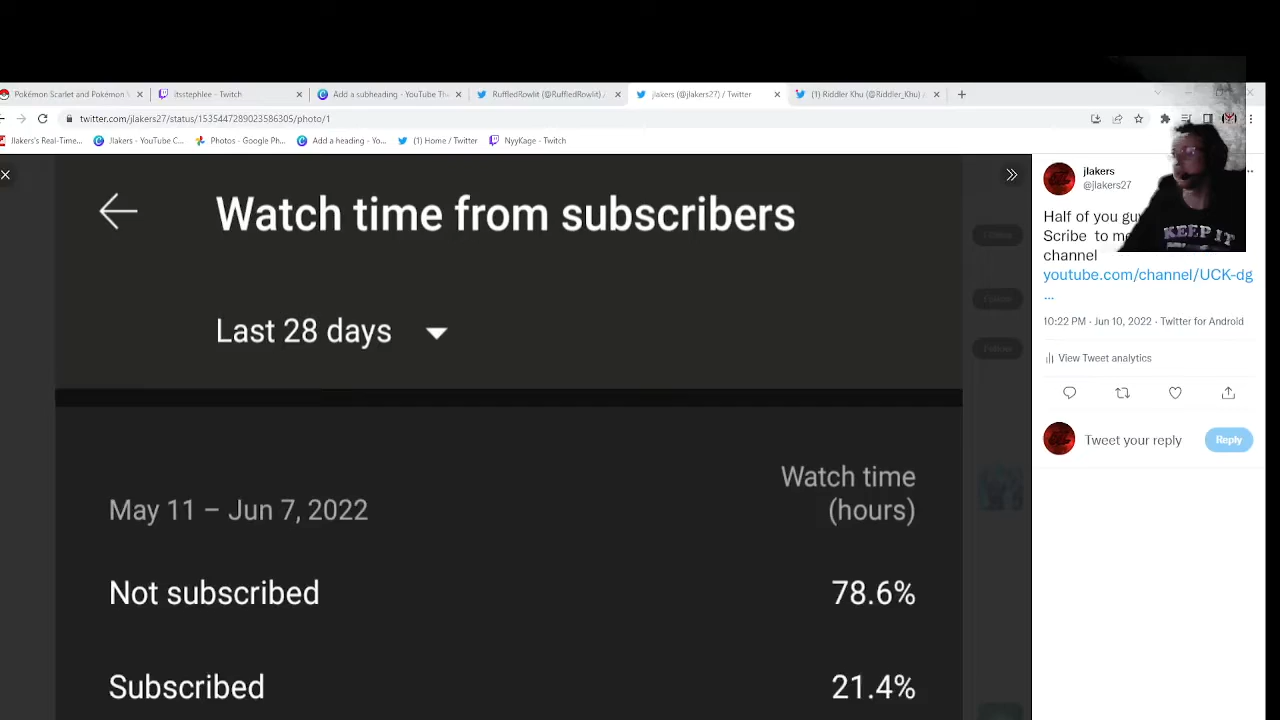 Pokémon Scarlet and Pokémon V
itsstephlee - Twitch
Add a subheading - YouTube Th
RuffledRowlit (@RuffledRowlit) /
jlakers (@jlakers27) / Twitter
(1) Riddler Khu (@Riddler_Khu) /
twitter.com/jlakers27/status/1535447289023586305/photo/1
Jlakers's Real-Time...
Jlakers - YouTube C...
Photos - Google Ph...
Add a heading - Yo...
(1) Home / Twitter
NyyKage - Twitch
Watch time from subscribers
Last 28 days
Watch time
(hours)
May 11 – Jun 7, 2022
Not subscribed 78.6%
Subscribed 21.4%
jlakers
@jlakers27
Half of you
Scribe to
channel
youtube.com/channel/UCK-dg
...
10:22 PM · Jun 10, 2022 · Twitter for Android
View Tweet analytics
Tweet your reply
Reply
KEEP IT